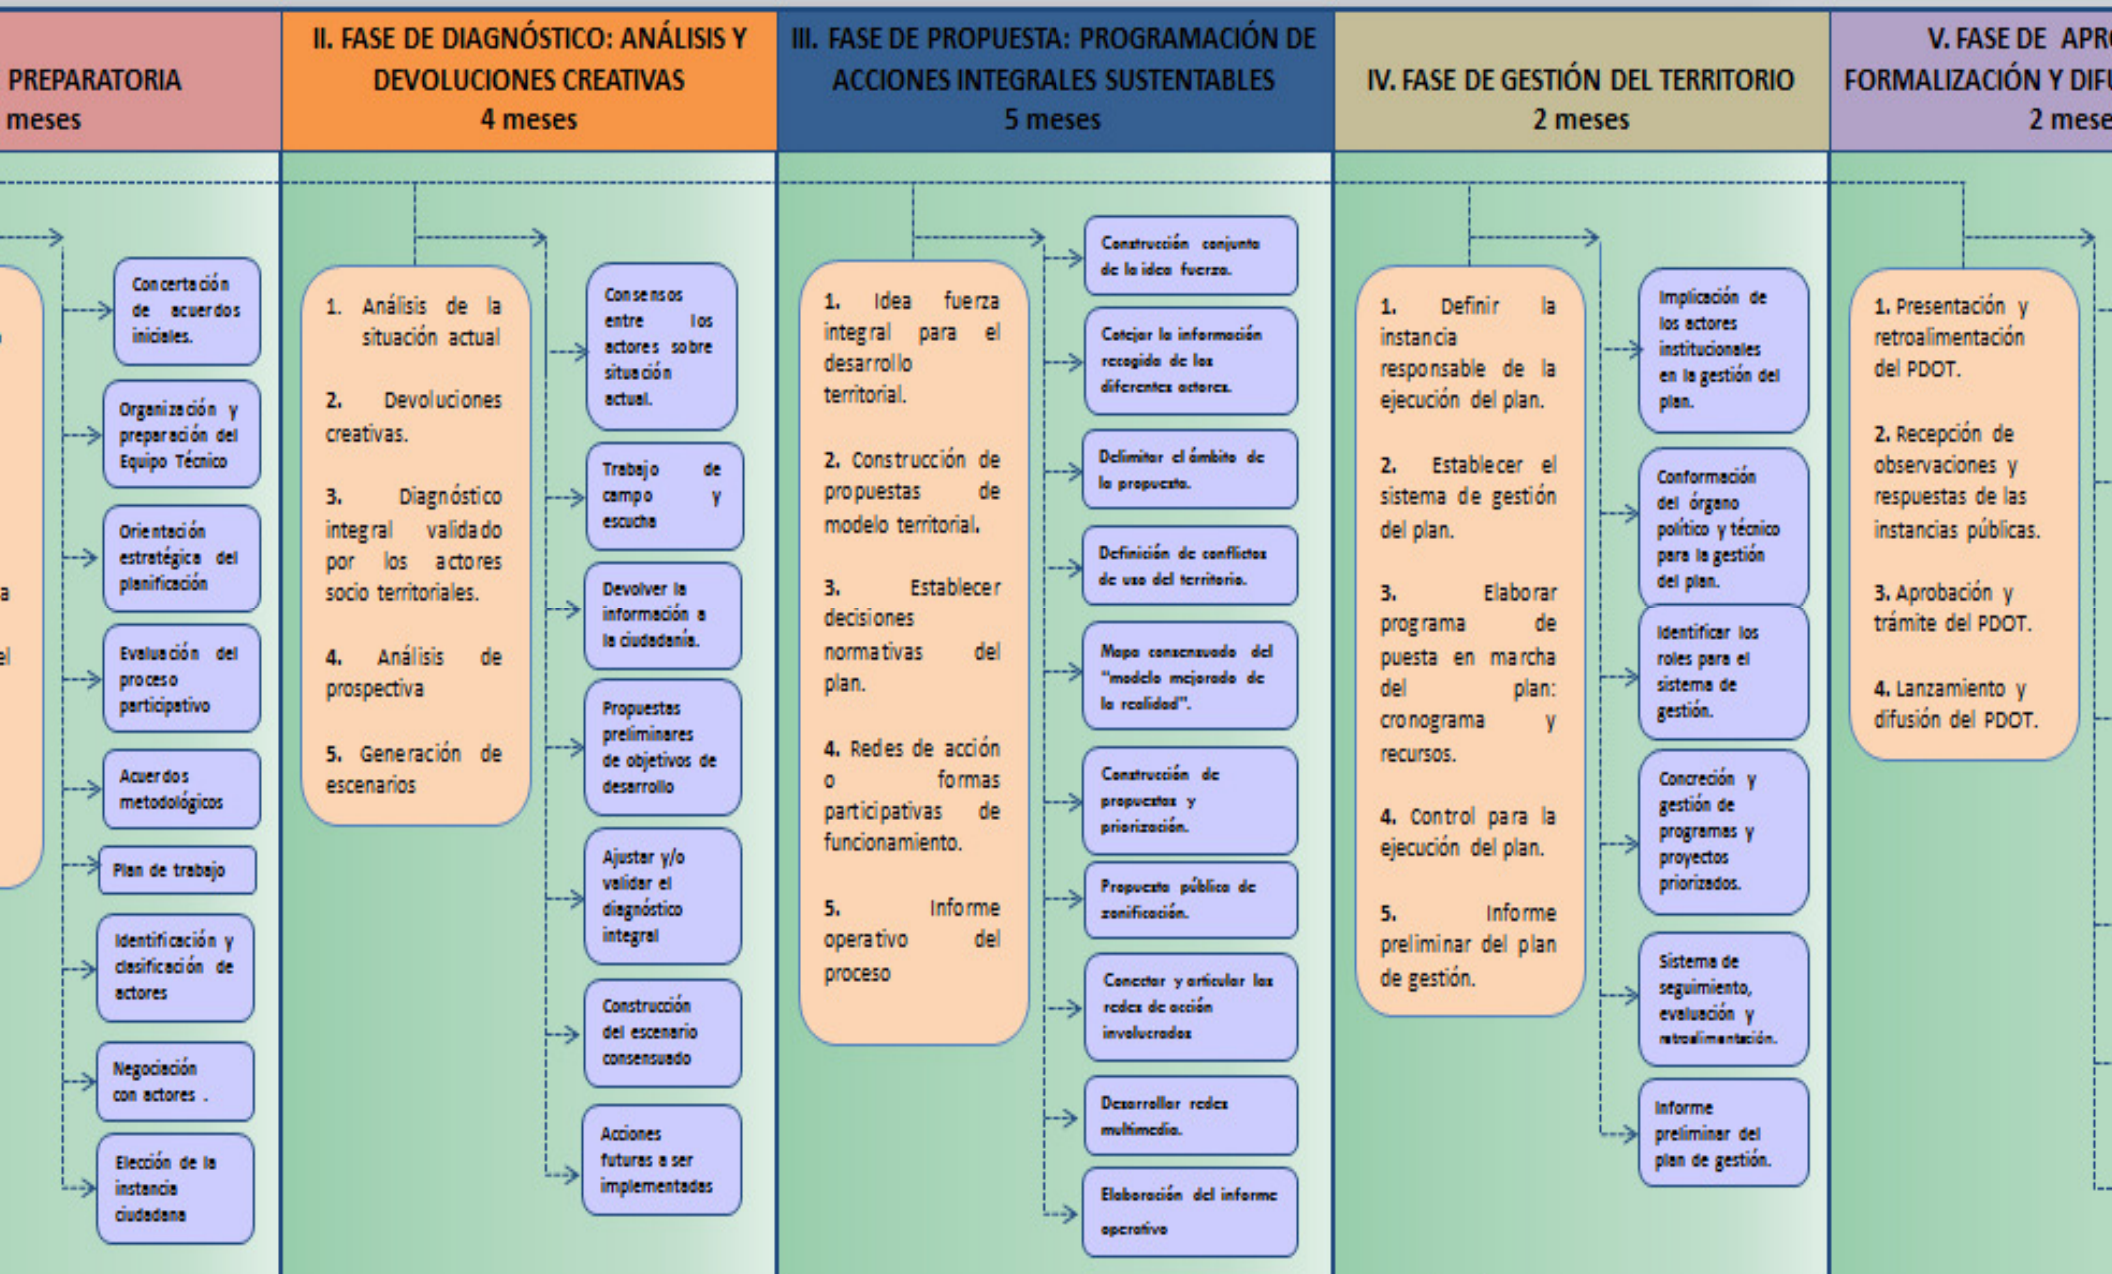 PREPARATORIA
meses
Concertación
de acuerdos
iniciales.
Organización y
preparación del
Equipo Técnico
Orientación
estratégica del
planificación
Evaluación del
proceso
participativo
Acuerdos
metodológicos
Plan de trabajo
Identificación y
clasificación de
actores
Negociación
con actores .
Elección de la
instancia
ciudadana
II. FASE DE DIAGNÓSTICO: ANÁLISIS Y
DEVOLUCIONES CREATIVAS
4 meses
1. Análisis de la
situación actual
2. Devoluciones
creativas.
3. Diagnóstico
integral validado
por los actores
socio territoriales.
4. Análisis de
prospectiva
5. Generación de
escenarios
Consensos
entre los
actores sobre
situación
actual.
Trabajo de
campo y
escucha
Devolver la
información a
la ciudadanía.
Propuestas
preliminares
de objetivos de
desarrollo
Ajustar y/o
validar el
diagnóstico
integral
Construcción
del escenario
consensuado
Acciones
futuras a ser
implementadas
III. FASE DE PROPUESTA: PROGRAMACIÓN DE
ACCIONES INTEGRALES SUSTENTABLES
5 meses
1. Idea fuerza
integral para el
desarrollo
territorial.
2. Construcción de
propuestas de
modelo territorial.
3. Establecer
decisiones
normativas del
plan.
4. Redes de acción
o formas
participativas de
funcionamiento.
5. Informe
operativo del
proceso
Construcción conjunta
de la idea fuerza.
Cotejar la información
recogida de los
diferentes actores.
Delimitar el ámbito de
la propuesta.
Definición de conflictos
de uso del territorio.
Mapa consensuado del
"modelo mejorado de
la realidad".
Construcción de
propuestas y
priorización.
Propuesta pública de
zonificación.
Conectar y articular las
redes de acción
involucradas
Desarrollar redes
multimedia.
Elaboración del informe
operativo
IV. FASE DE GESTIÓN DEL TERRITORIO
2 meses
1. Definir la
instancia
responsable de la
ejecución del plan.
2. Establecer el
sistema de gestión
del plan.
3. Elaborar
programa de
puesta en marcha
del plan:
cronograma y
recursos.
4. Control para la
ejecución del plan.
5. Informe
preliminar del plan
de gestión.
Implicación de
los actores
institucionales
en la gestión del
plan.
Conformación
del órgano
político y técnico
para la gestión
del plan.
Identificar los
roles para el
sistema de
gestión.
Concreción y
gestión de
programas y
proyectos
priorizados.
Sistema de
seguimiento,
evaluación y
retroalimentación.
Informe
preliminar del
plan de gestión.
V. FASE DE APRO
FORMALIZACIÓN Y DIFU
2 mese
1. Presentación y
retroalimentación
del PDOT.
2. Recepción de
observaciones y
respuestas de las
instancias públicas.
3. Aprobación y
trámite del PDOT.
4. Lanzamiento y
difusión del PDOT.